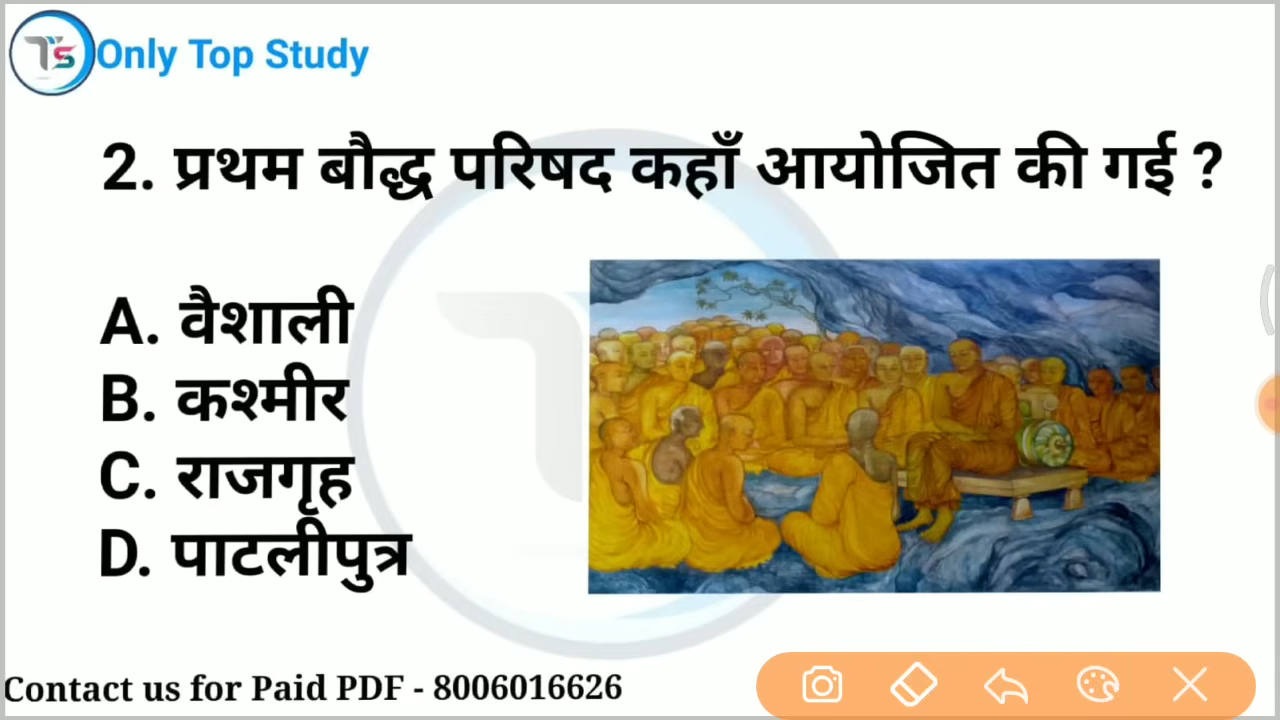 TS Only Top Study
2. प्रथम बौद्ध परिषद कहाँ आयोजित की गई ?
A. वैशाली
B. कश्मीर
C. राजगृह
D. पाटलीपुत्र
Contact us for Paid PDF - 8006016626